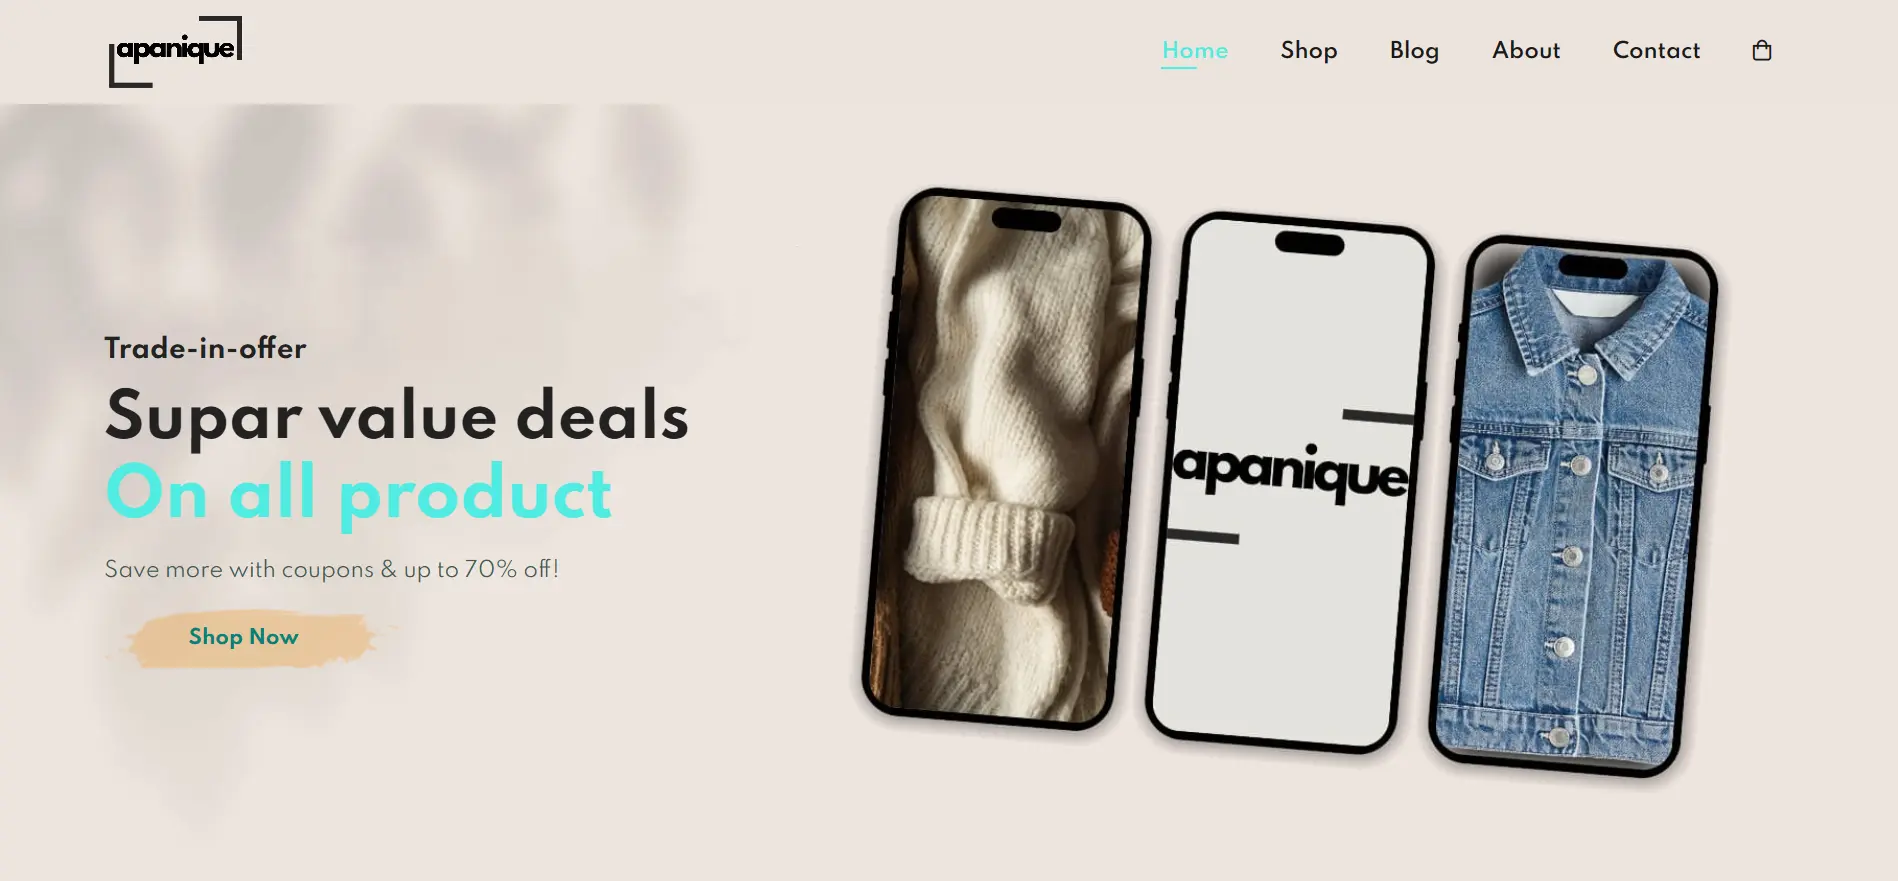 apanique
Home Shop Blog About Contact
Trade-in-offer
Supar value deals
On all product
Save more with coupons & up to 70% off!
Shop Now
apanique